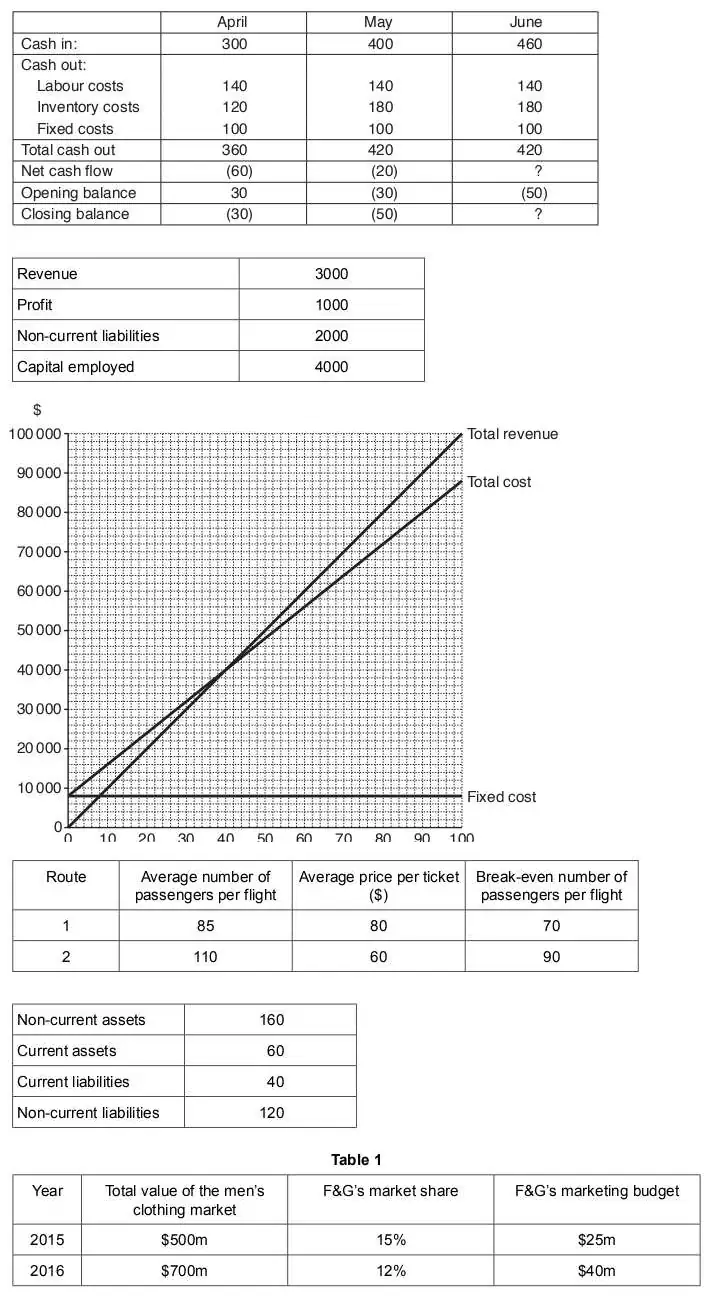 April May June
Cash in: 300 400 460
Cash out:
Labour costs 140 140 140
Inventory costs 120 180 180
Fixed costs 100 100 100
Total cash out 360 420 420
Net cash flow (60) (20) ?
Opening balance 30 (30) (50)
Closing balance (30) (50) ?
Revenue 3000
Profit 1000
Non-current liabilities 2000
Capital employed 4000
$
100 000 Total revenue
90 000
Total cost
80 000
70 000
60 000
50 000
40 000
30 000
20 000
10 000
Fixed cost
0
0 10 20 30 40 50 60 70 80 90 100
Route Average number of passengers per flight Average price per ticket ($) Break-even number of passengers per flight
1 85 80 70
2 110 60 90
Non-current assets 160
Current assets 60
Current liabilities 40
Non-current liabilities 120
Table 1
Year Total value of the men's clothing market F&G's market share F&G's marketing budget
2015 $500m 15% $25m
2016 $700m 12% $40m